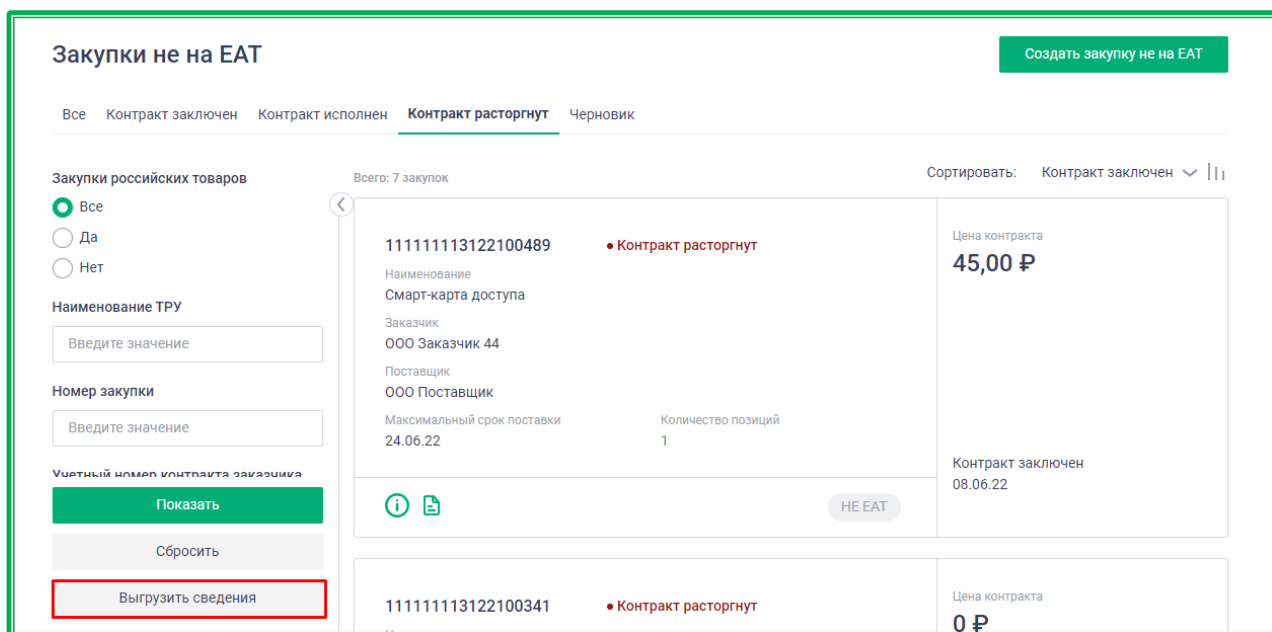 Закупки не на ЕАТ
Создать закупку не на ЕАТ
Все Контракт заключен Контракт исполнен Контракт расторгнут Черновик
Закупки российских товаров
Все
Да
Нет
Наименование ТРУ
Введите значение
Номер закупки
Введите значение
Учетный номер контракта заказчика
Показать
Сбросить
Выгрузить сведения
Всего: 7 закупок
Сортировать: Контракт заключен
111111113122100489 • Контракт расторгнут
Наименование
Смарт-карта доступа
Заказчик
ООО Заказчик 44
Поставщик
ООО Поставщик
Максимальный срок поставки Количество позиций
24.06.22 1
НЕ ЕАТ
Цена контракта
45,00 ₽
Контракт заключен
08.06.22
111111113122100341 • Контракт расторгнут
Цена контракта
0 ₽